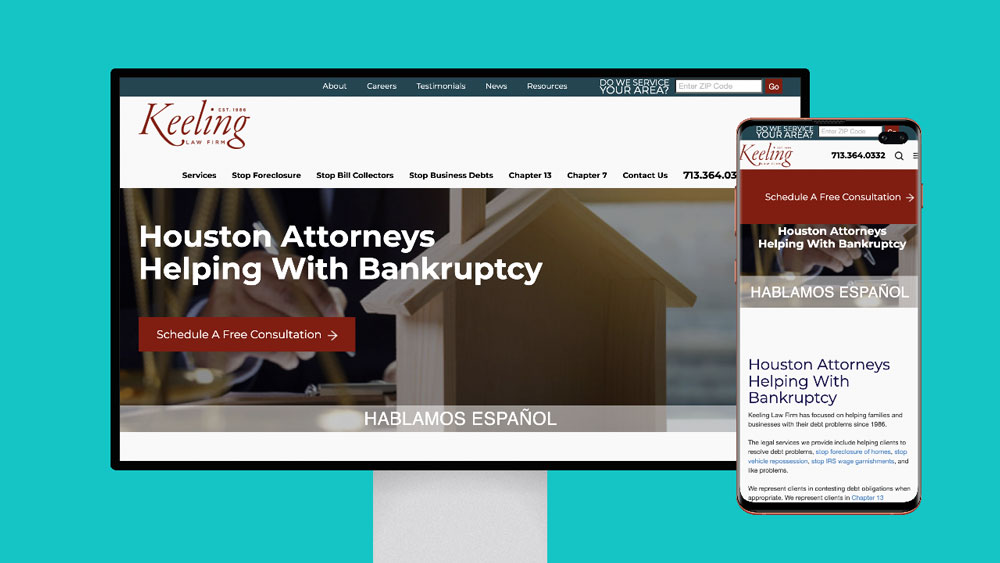 About Careers Testimonials News Resources DO WE SERVICE YOUR AREA? Enter ZIP Code Go
EST. 1986
Keeling
LAW FIRM
Services Stop Foreclosure Stop Bill Collectors Stop Business Debts Chapter 13 Chapter 7 Contact Us
Houston Attorneys
Helping With Bankruptcy
Schedule A Free Consultation →
HABLAMOS ESPAÑOL
DO WE SERVICE
YOUR AREA? Enter ZIP Code
Keeling
LAW FIRM
713.364.0332
Schedule A Free Consultation →
Houston Attorneys
Helping With Bankruptcy
HABLAMOS ESPAÑOL
Houston Attorneys
Helping With
Bankruptcy
Keeling Law Firm has focused on helping families and
businesses with their debt problems since 1986.
The legal services we provide include helping clients to
resolve debt problems, stop foreclosure of homes, stop
vehicle repossession, stop IRS wage garnishments, and
like problems.
We represent clients in contesting debt obligations when
appropriate. We represent clients in Chapter 13